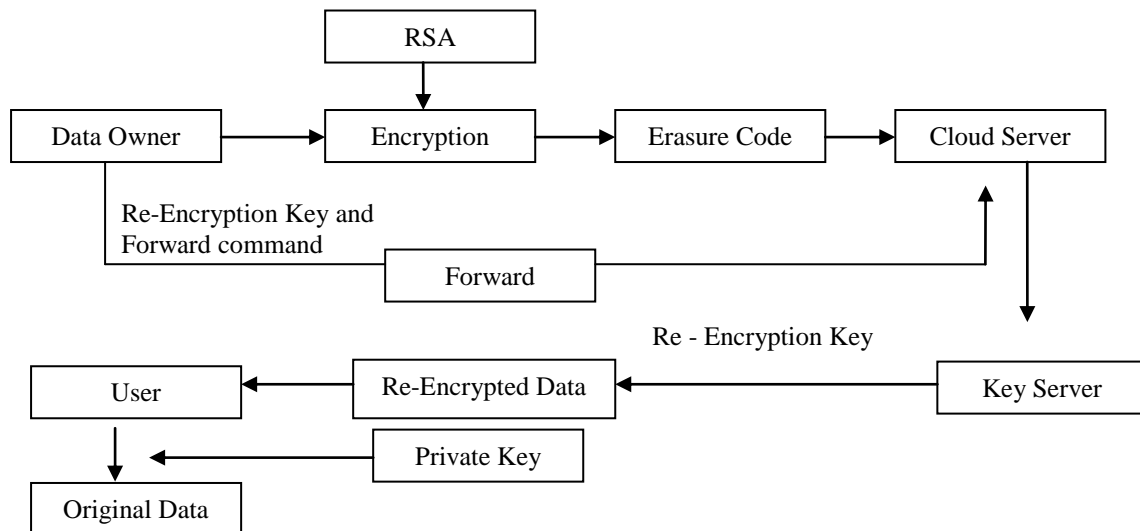 RSA
Data Owner
Encryption
Erasure Code
Cloud Server
Re-Encryption Key and
Forward command
Forward
Re - Encryption Key
User
Re-Encrypted Data
Key Server
Private Key
Original Data